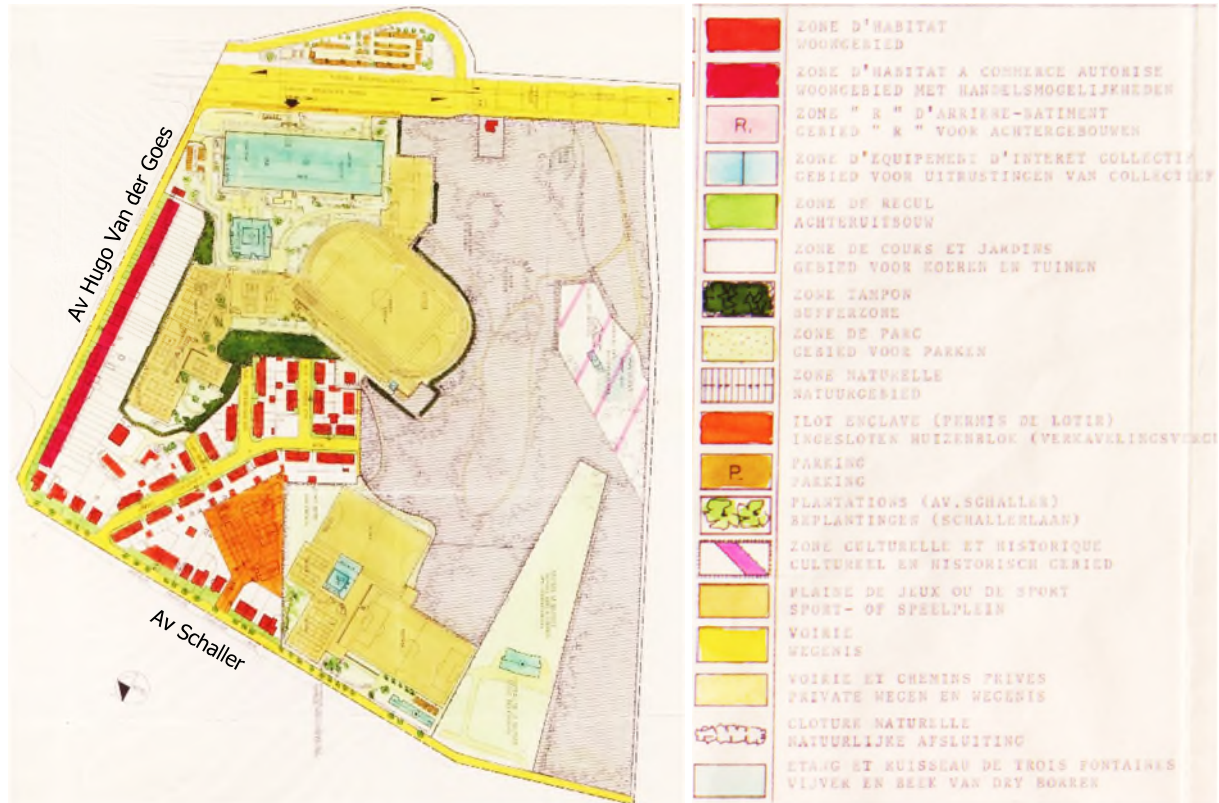 Av Hugo Van der Goes
Av Schaller
ZONE D'HABITAT
WOONGEBIED
ZONE D'HABITAT A COMMERCE AUTORISE
WOONGEBIED MET HANDELSMOGELIJKHEDEN
R.
ZONE " R " D'ARRIERE-BATIMENT
GEBIED " R " VOOR ACHTERGEBOUWEN
ZONE D'EQUIPEMENT D'INTERET COLLECTIF
GEBIED VOOR UITRUSTINGEN VAN COLLECTIEF
ZONE DE RECUL
ACHTERUITBOUW
ZONE DE COURS ET JARDINS
GEBIED VOOR KOEREN EN TUINEN
ZONE TAMPON
BUFFERZONE
ZONE DE PARC
GEBIED VOOR PARKEN
ZONE NATURELLE
NATUURGEBIED
ILOT ENCLAVE (PERMIS DE LOTIR)
INGESLOTEN HUIZENBLOK (VERKAVELINGSVERGU
P.
PARKING
PARKING
PLANTATIONS (AV.SCHALLER)
BEPLANTINGEN (SCHALLERLAAN)
ZONE CULTURELLE ET HISTORIQUE
CULTUREEL EN HISTORISCH GEBIED
PLAINE DE JEUX OU DE SPORT
SPORT- OF SPEELPLEIN
VOIRIE
WEGENIS
VOIRIE ET CHEMINS PRIVES
PRIVATE WEGEN EN WEGENIS
CLOTURE NATURELLE
NATUURLIJKE AFSLUITING
ETANG ET RUISSEAU DE TROIS FONTAINES
VIJVER EN BEEK VAN DRY BORREN